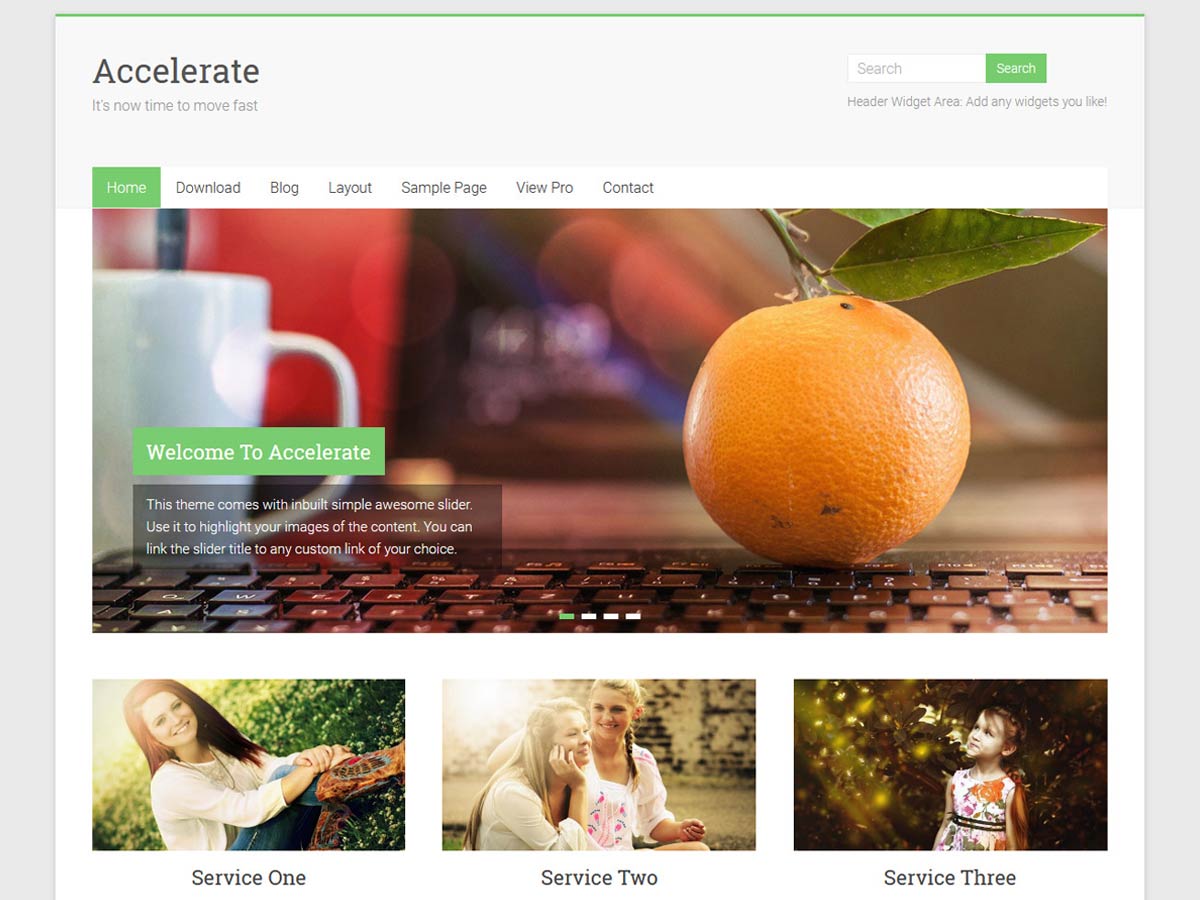 Accelerate
It's now time to move fast
Search
Search
Header Widget Area: Add any widgets you like!
Home
Download
Blog
Layout
Sample Page
View Pro
Contact
Welcome To Accelerate
This theme comes with inbuilt simple awesome slider.
Use it to highlight your images of the content. You can
link the slider title to any custom link of your choice.
Service One
Service Two
Service Three